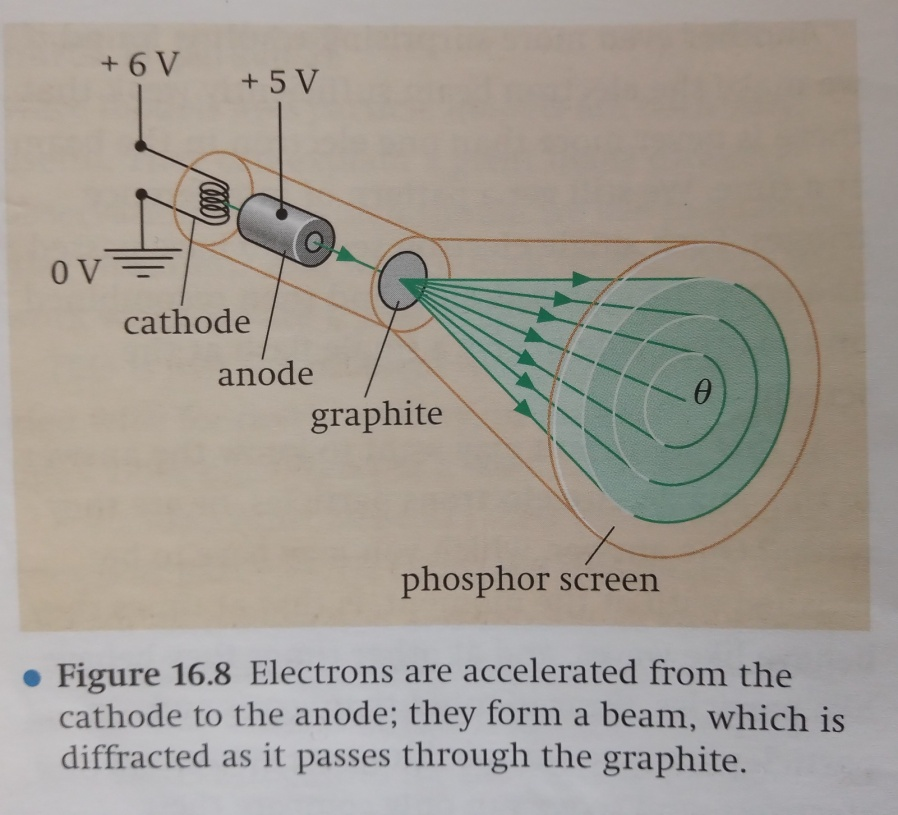 + 6 V
+ 5 V
0 V
cathode
anode
graphite
θ
phosphor screen
• Figure 16.8 Electrons are accelerated from the
cathode to the anode; they form a beam, which is
diffracted as it passes through the graphite.